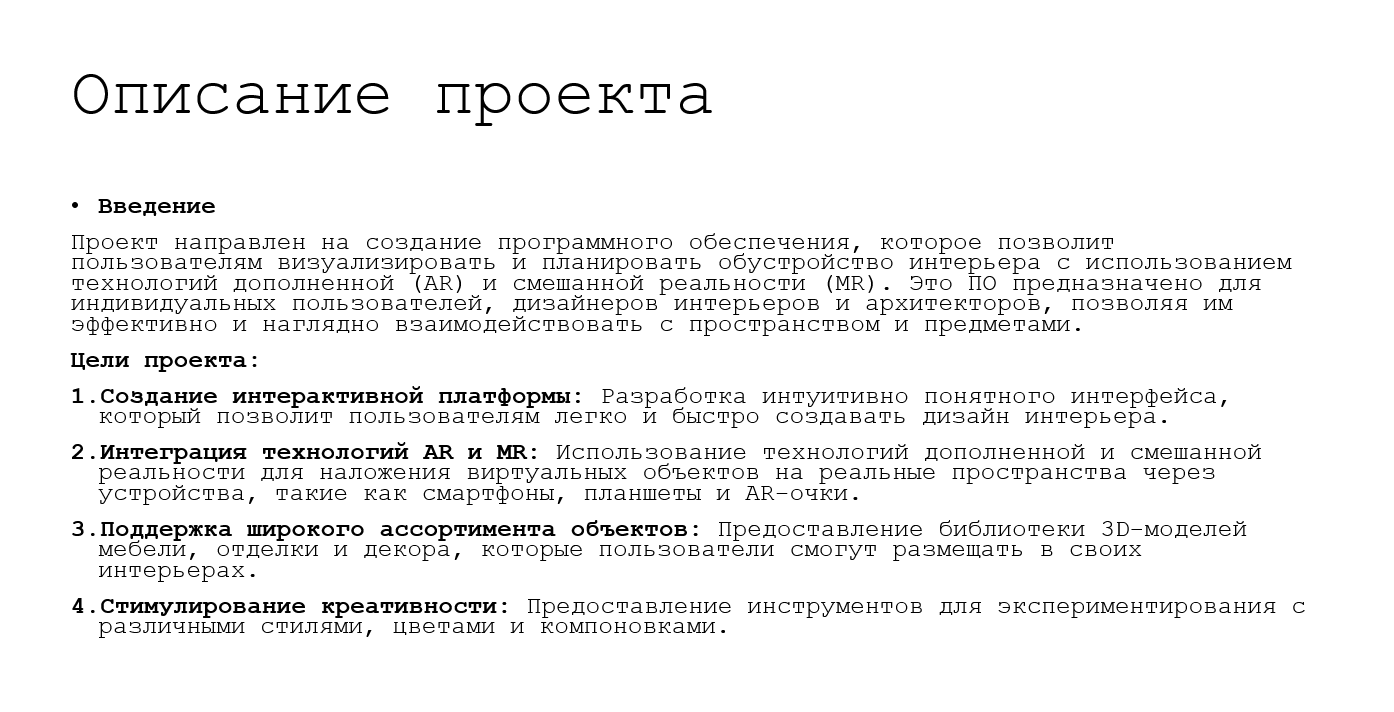 Описание проекта
• Введение
Проект направлен на создание программного обеспечения, которое позволит
пользователям визуализировать и планировать обустройство интерьера с использованием
технологий дополненной (AR) и смешанной реальности (MR). Это ПО предназначено для
индивидуальных пользователей, дизайнеров интерьеров и архитекторов, позволяя им
эффективно и наглядно взаимодействовать с пространством и предметами.
Цели проекта:
1.Создание интерактивной платформы: Разработка интуитивно понятного интерфейса,
который позволит пользователям легко и быстро создавать дизайн интерьера.
2.Интеграция технологий AR и MR: Использование технологий дополненной и смешанной
реальности для наложения виртуальных объектов на реальные пространства через
устройства, такие как смартфоны, планшеты и AR-очки.
3.Поддержка широкого ассортимента объектов: Предоставление библиотеки 3D-моделей
мебели, отделки и декора, которые пользователи смогут размещать в своих
интерьерах.
4.Стимулирование креативности: Предоставление инструментов для экспериментирования с
различными стилями, цветами и компоновками.